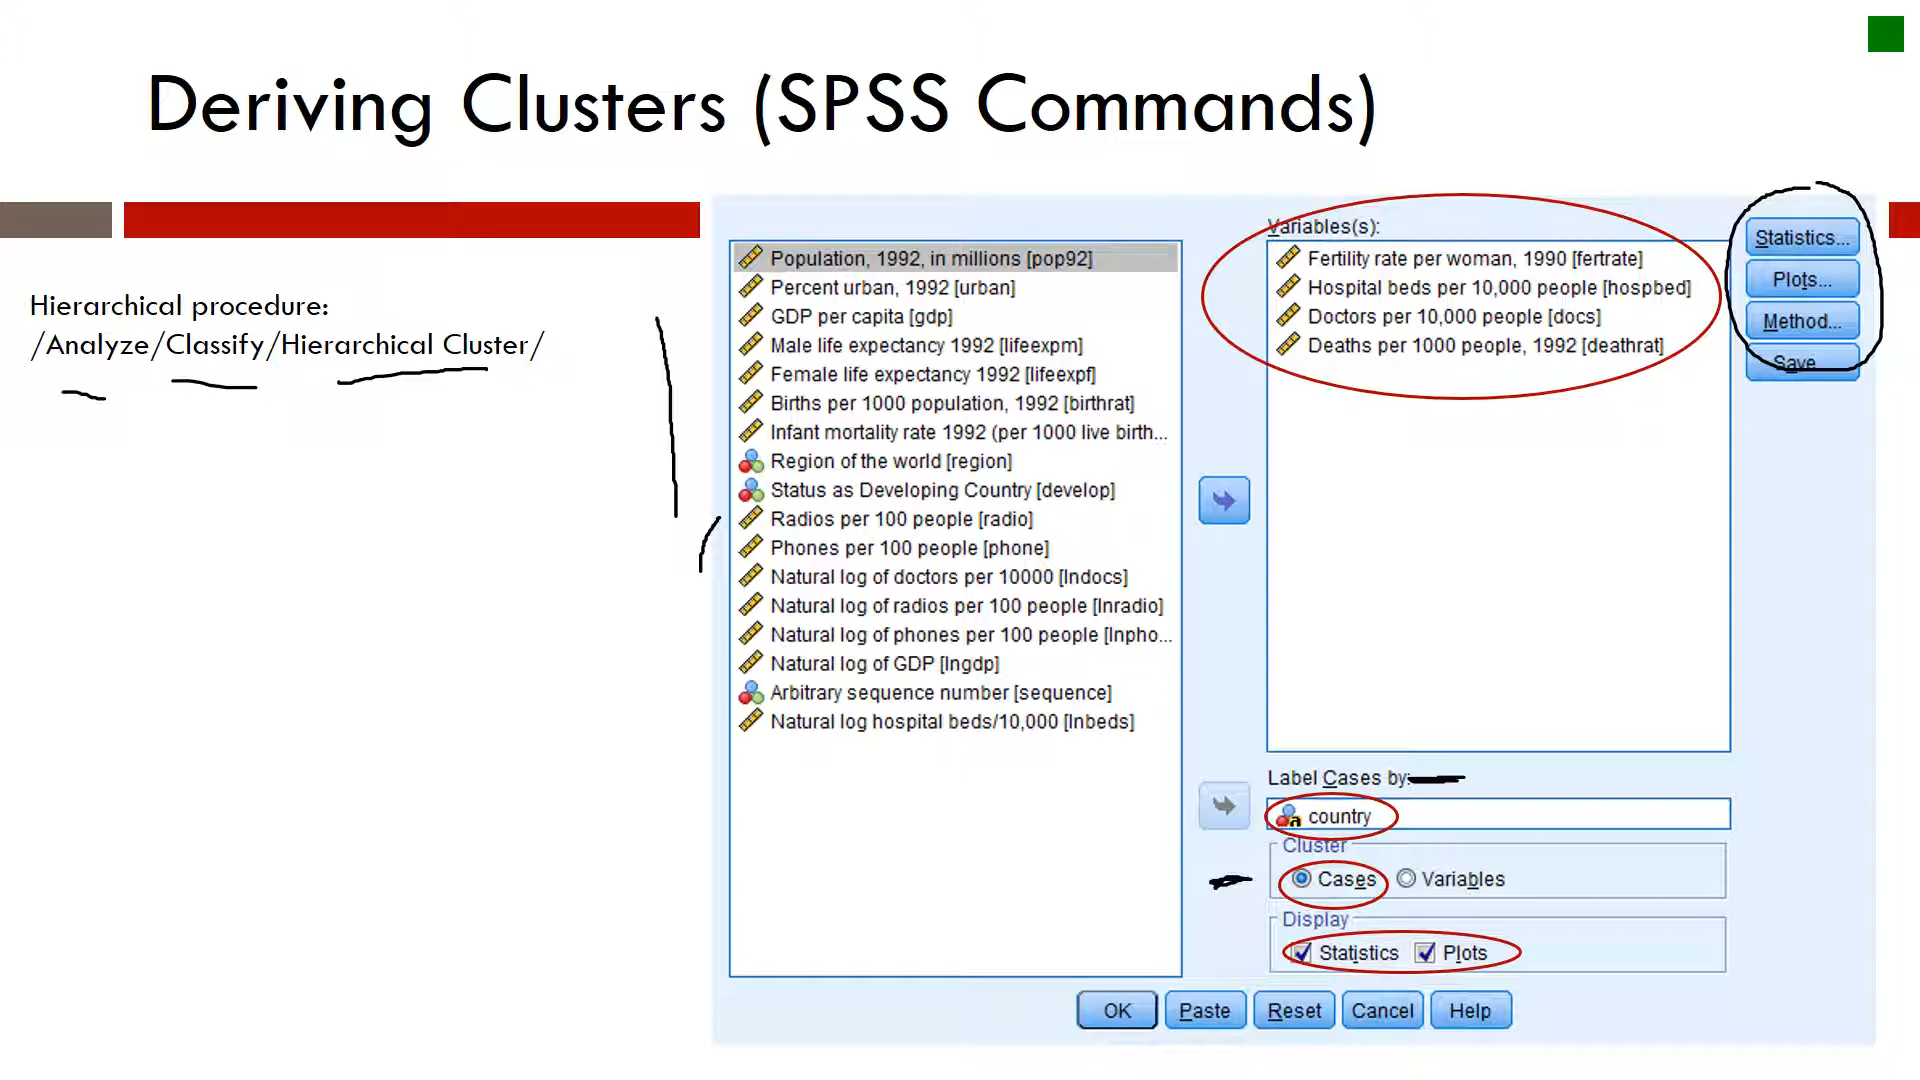 Deriving Clusters (SPSS Commands)
Hierarchical procedure:
/Analyze/Classify/Hierarchical Cluster/
Population, 1992, in millions [pop92]
Percent urban, 1992 [urban]
GDP per capita [gdp]
Male life expectancy 1992 [lifeexpm]
Female life expectancy 1992 [lifeexpf]
Births per 1000 population, 1992 [birthrat]
Infant mortality rate 1992 (per 1000 live birth...
Region of the world [region]
Status as Developing Country [develop]
Radios per 100 people [radio]
Phones per 100 people [phone]
Natural log of doctors per 10000 [lndocs]
Natural log of radios per 100 people [lnradio]
Natural log of phones per 100 people [lnpho...
Natural log of GDP [lngdp]
Arbitrary sequence number [sequence]
Natural log hospital beds/10,000 [lnbeds]
Variables(s):
Fertility rate per woman, 1990 [fertrate]
Hospital beds per 10,000 people [hospbed]
Doctors per 10,000 people [docs]
Deaths per 1000 people, 1992 [deathrat]
Statistics...
Plots...
Method...
Save...
Label Cases by:
country
Cluster
Cases Variables
Display
Statistics Plots
OK Paste Reset Cancel Help